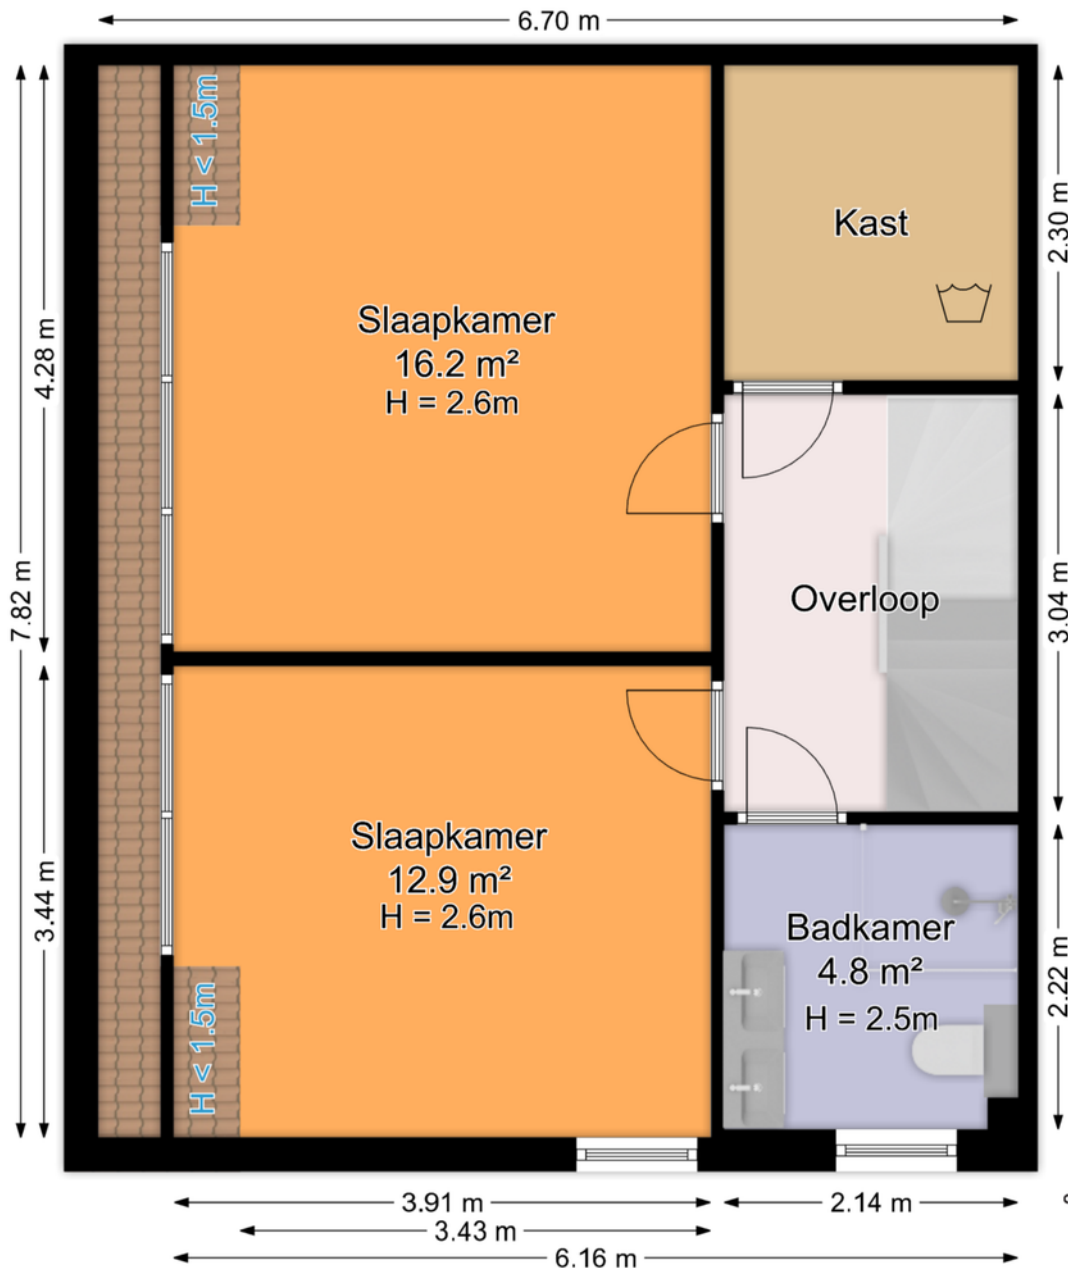 6.70 m
H < 1.5m
Kast
2.30 m
Slaapkamer
16.2 m²
H = 2.6m
4.28 m
7.82 m
Overloop
3.04 m
Slaapkamer
12.9 m²
H = 2.6m
3.44 m
Badkamer
4.8 m²
H = 2.5m
2.22 m
H < 1.5m
3.91 m
2.14 m
3.43 m
6.16 m